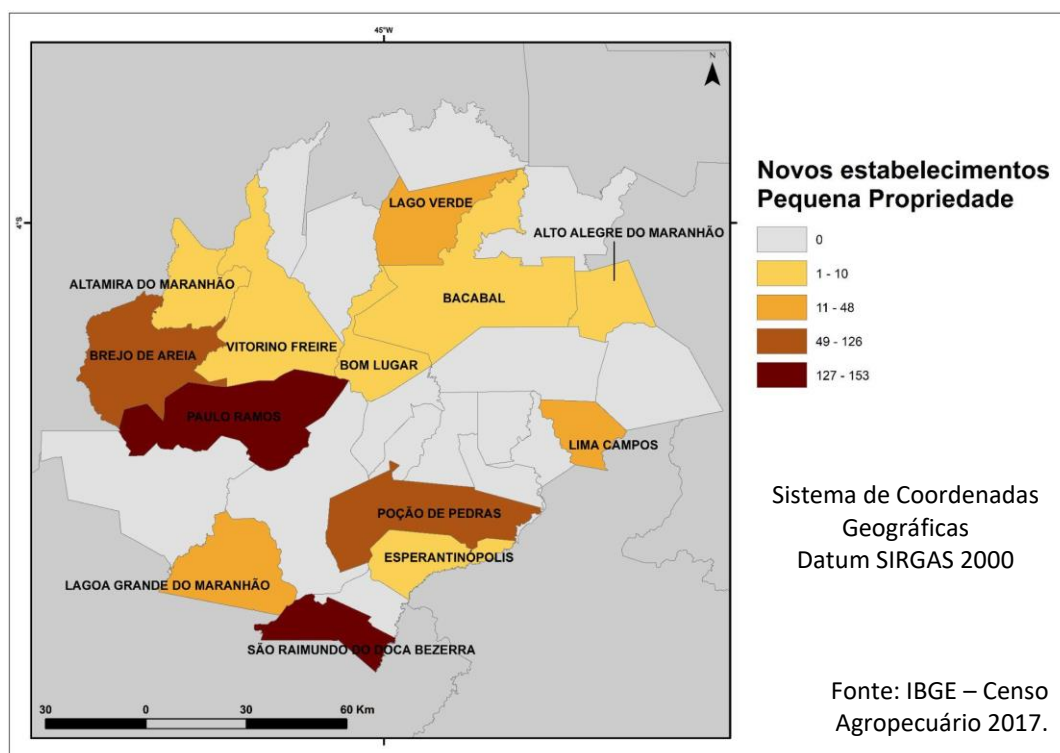 45°W
N
4°S
LAGO VERDE
ALTO ALEGRE DO MARANHÃO
ALTAMIRA DO MARANHÃO
BACABAL
BREJO DE AREIA
VITORINO FREIRE
BOM LUGAR
PAULO RAMOS
LIMA CAMPOS
POÇÃO DE PEDRAS
ESPERANTINÓPOLIS
LAGOA GRANDE DO MARANHÃO
SÃO RAIMUNDO DO DOCA BEZERRA
30 0 30 60 Km
Novos estabelecimentos
Pequena Propriedade
0
1 - 10
11 - 48
49 - 126
127 - 153
Sistema de Coordenadas
Geográficas
Datum SIRGAS 2000
Fonte: IBGE – Censo
Agropecuário 2017.